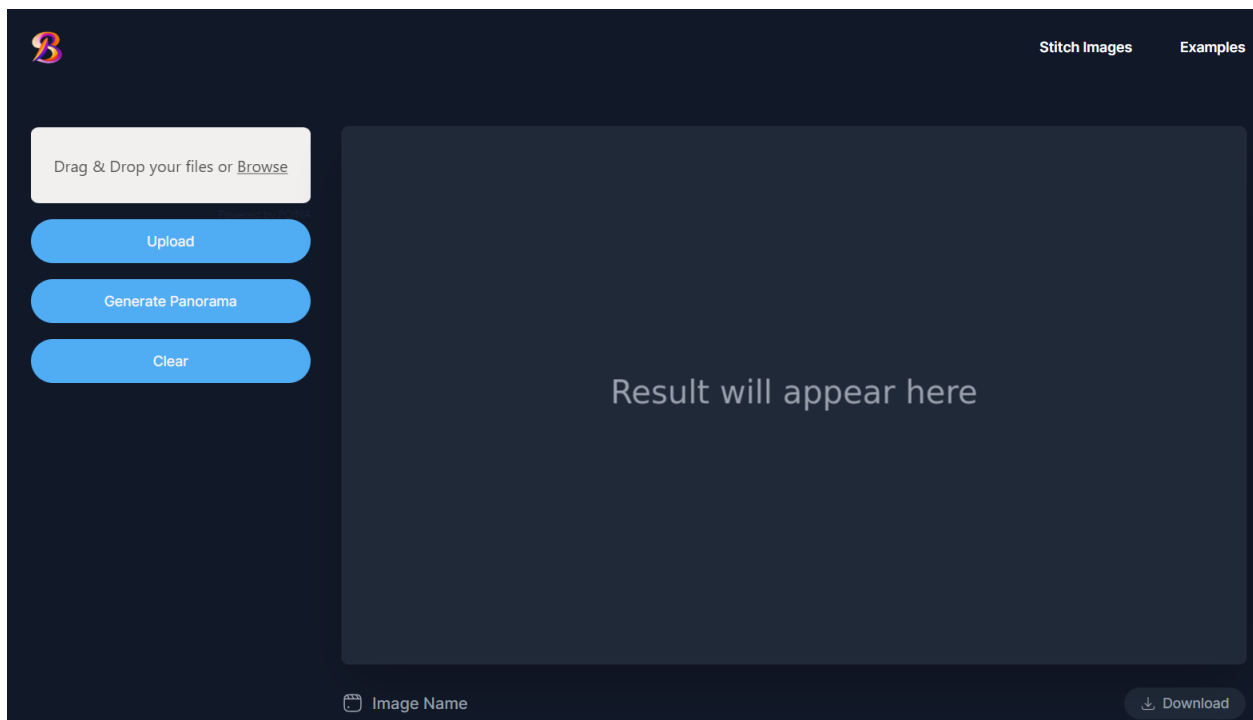 Stitch Images
Examples
Drag & Drop your files or Browse
Upload
Generate Panorama
Clear
Result will appear here
Image Name
Download